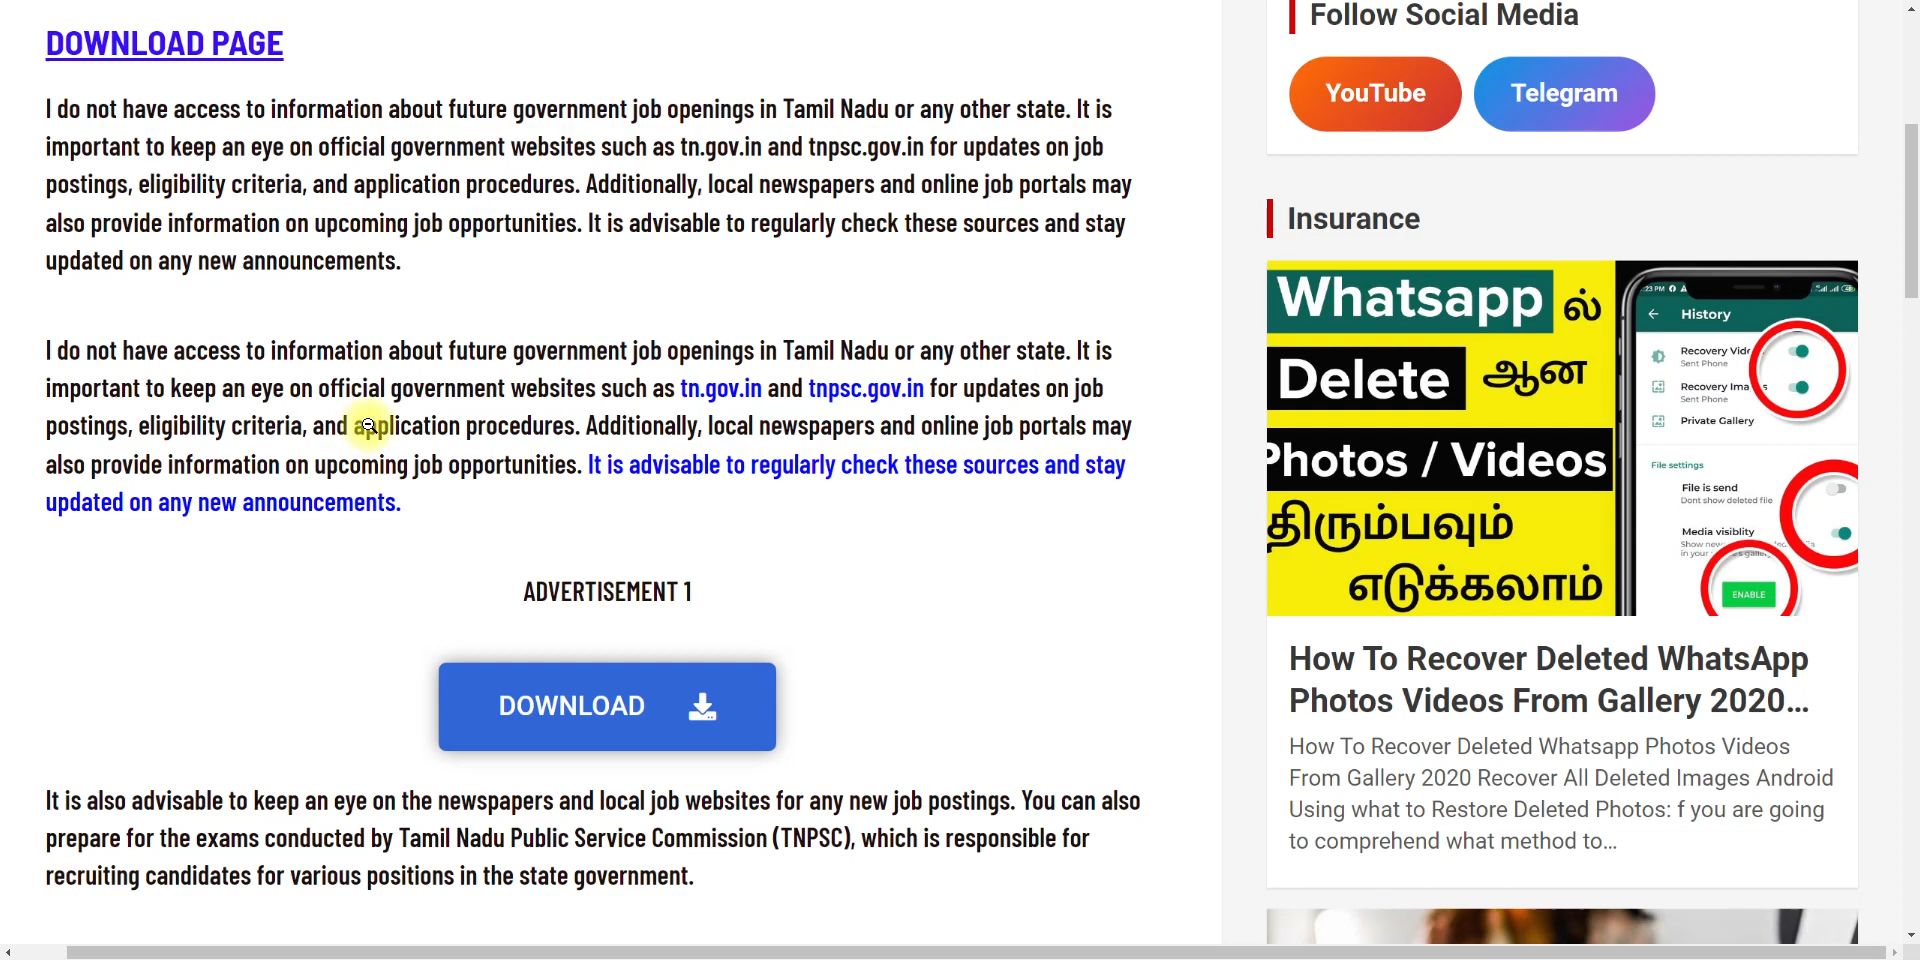 DOWNLOAD PAGE
I do not have access to information about future government job openings in Tamil Nadu or any other state. It is
important to keep an eye on official government websites such as tn.gov.in and tnpsc.gov.in for updates on job
postings, eligibility criteria, and application procedures. Additionally, local newspapers and online job portals may
also provide information on upcoming job opportunities. It is advisable to regularly check these sources and stay
updated on any new announcements.
I do not have access to information about future government job openings in Tamil Nadu or any other state. It is
important to keep an eye on official government websites such as tn.gov.in and tnpsc.gov.in for updates on job
postings, eligibility criteria, and application procedures. Additionally, local newspapers and online job portals may
also provide information on upcoming job opportunities. It is advisable to regularly check these sources and stay
updated on any new announcements.
ADVERTISEMENT 1
DOWNLOAD
It is also advisable to keep an eye on the newspapers and local job websites for any new job postings. You can also
prepare for the exams conducted by Tamil Nadu Public Service Commission (TNPSC), which is responsible for
recruiting candidates for various positions in the state government.
Follow Social Media
YouTube
Telegram
Insurance
Whatsapp ல்
Delete ஆன
Photos / Videos
திரும்பவும்
எடுக்கலாம்
:23 PM
History
Sent Phone
Sent Phone
Private Gallery
File settings
File is send
Dont show deleted file
Media visiblity
ENABLE
How To Recover Deleted WhatsApp
Photos Videos From Gallery 2020...
How To Recover Deleted Whatsapp Photos Videos
From Gallery 2020 Recover All Deleted Images Android
Using what to Restore Deleted Photos: f you are going
to comprehend what method to...